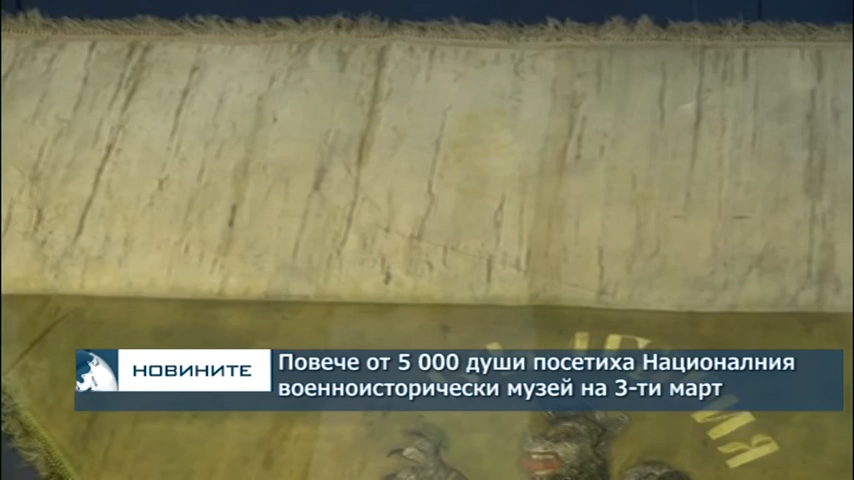 НОВИНИТЕ
Повече от 5 000 души посетиха Националния
военноисторически музей на 3-ти март